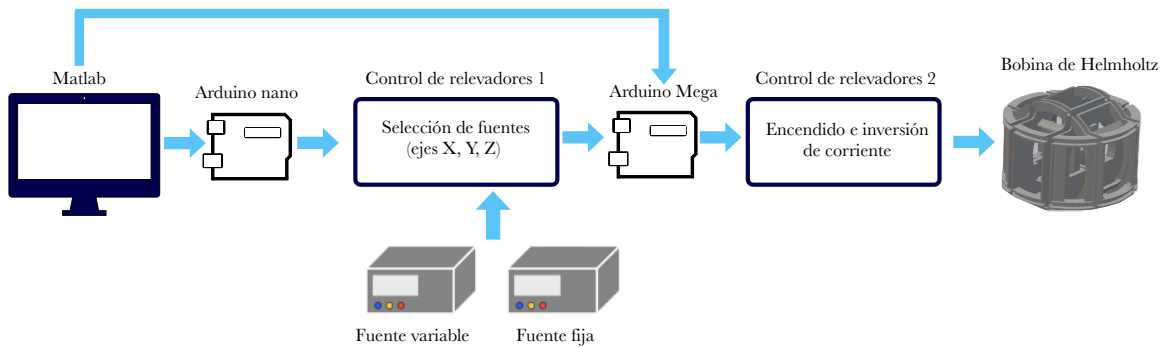 Matlab
Arduino nano
Control de relevadores 1
Selección de fuentes
(ejes X, Y, Z)
Arduino Mega
Control de relevadores 2
Encendido e inversión
de corriente
Bobina de Helmholtz
Fuente variable
Fuente fija